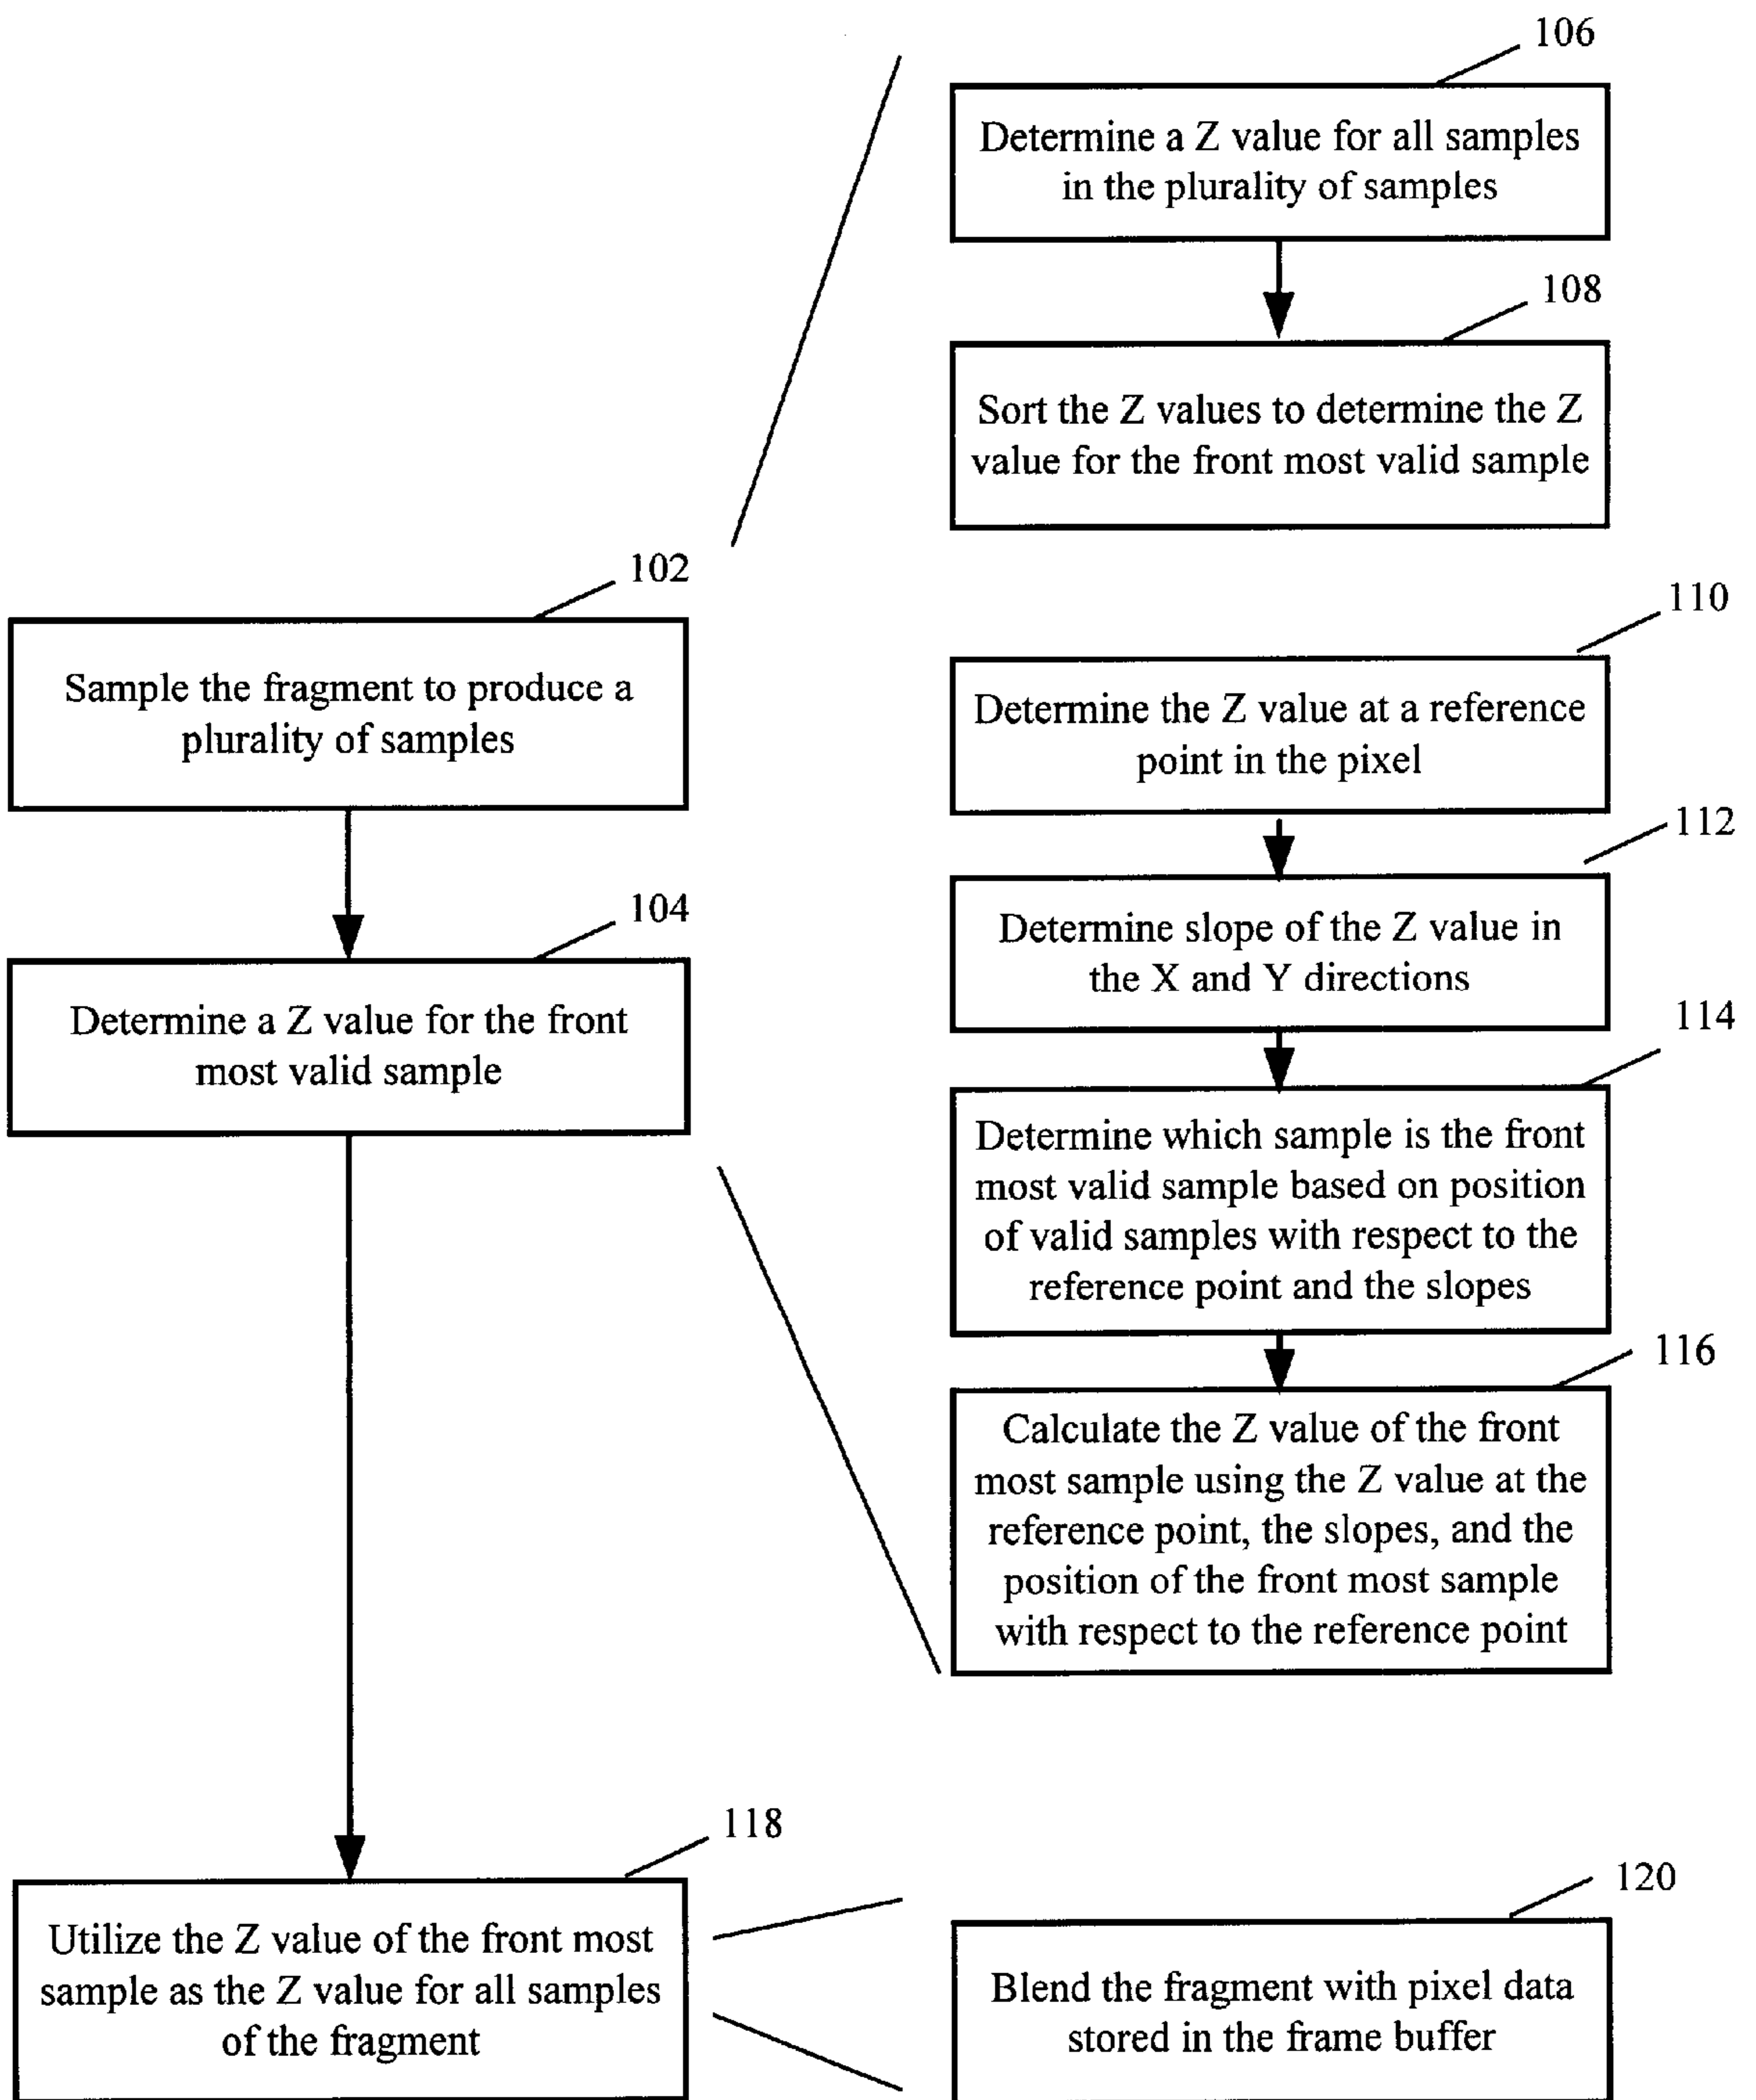 106
Determine a Z value for all samples
in the plurality of samples
108
Sort the Z values to determine the Z
value for the front most valid sample
102
Sample the fragment to produce a
plurality of samples
104
Determine a Z value for the front
most valid sample
110
Determine the Z value at a reference
point in the pixel
112
Determine slope of the Z value in
the X and Y directions
114
Determine which sample is the front
most valid sample based on position
of valid samples with respect to the
reference point and the slopes
116
Calculate the Z value of the front
most sample using the Z value at the
reference point, the slopes, and the
position of the front most sample
with respect to the reference point
118
Utilize the Z value of the front most
sample as the Z value for all samples
of the fragment
120
Blend the fragment with pixel data
stored in the frame buffer